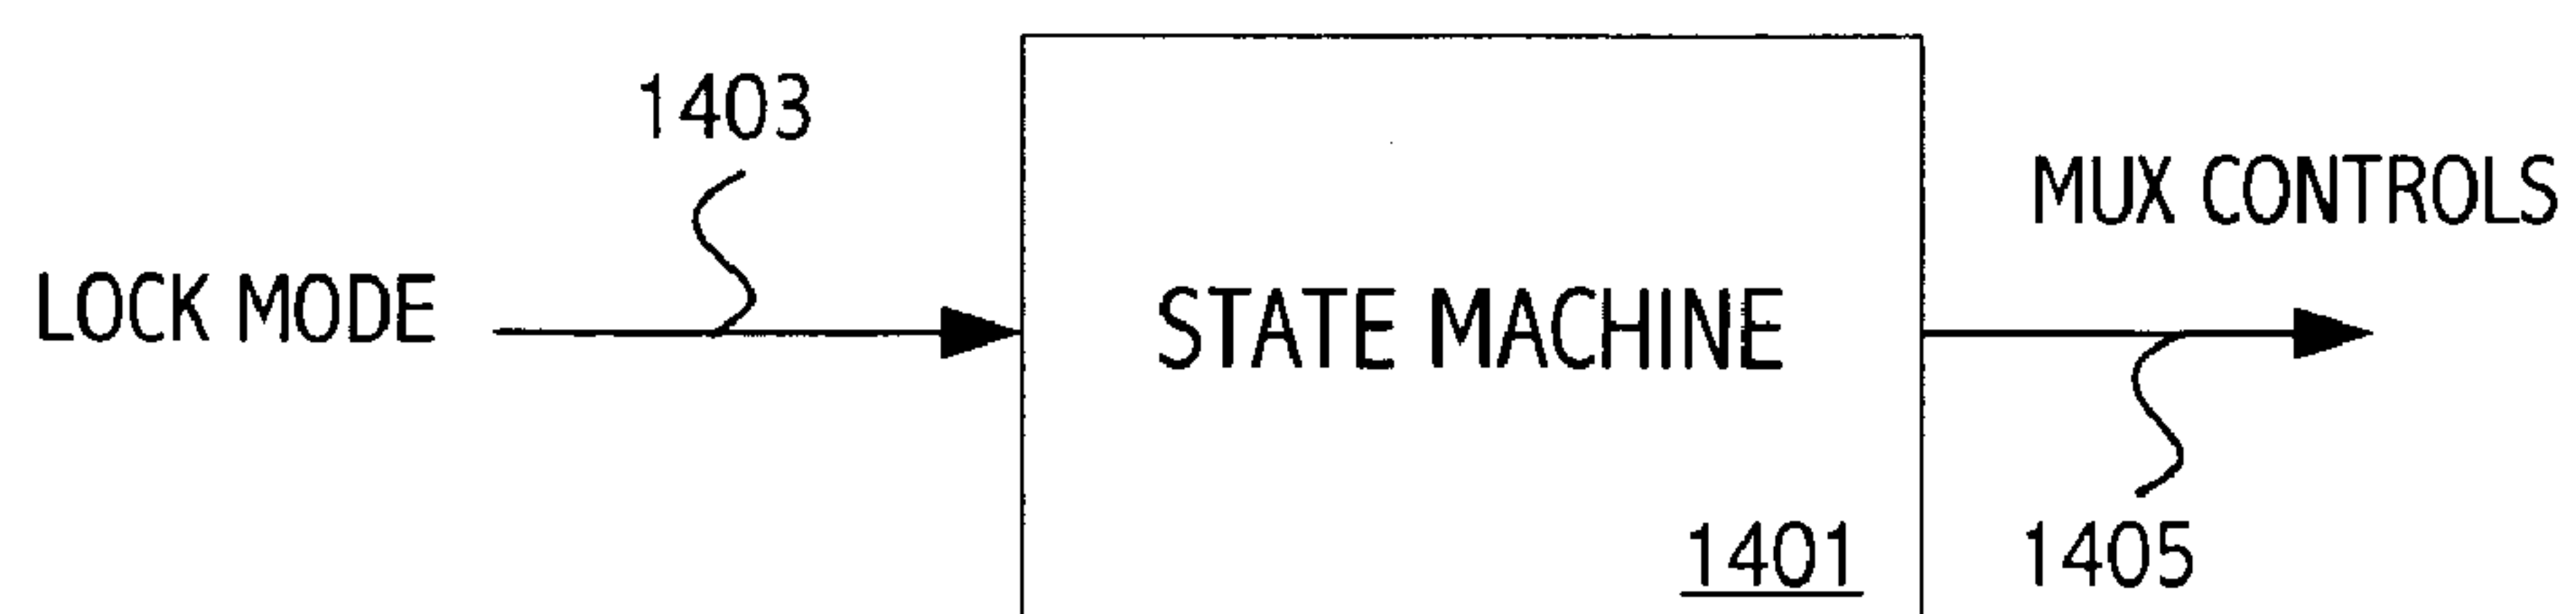 1403
MUX CONTROLS
LOCK MODE
STATE MACHINE
1401
1405